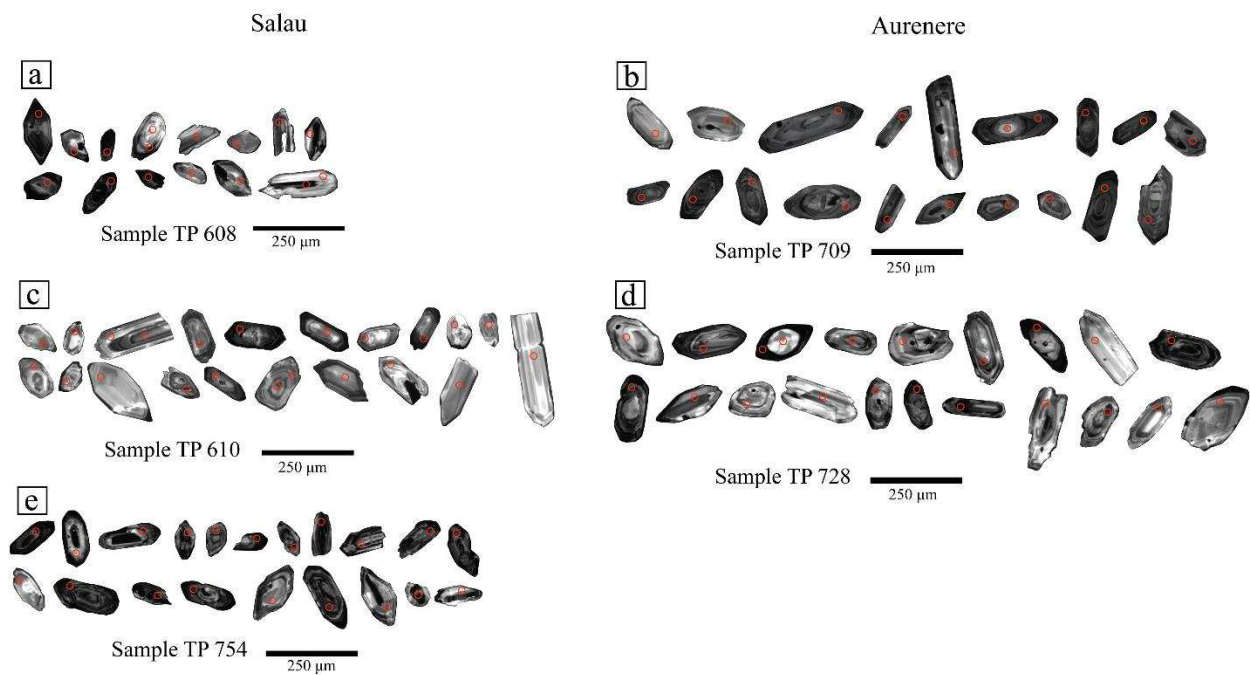 Salau
Aurenere
a
b
Sample TP 608
250 µm
Sample TP 709
250 µm
c
d
Sample TP 610
250 µm
Sample TP 728
250 µm
e
Sample TP 754
250 µm